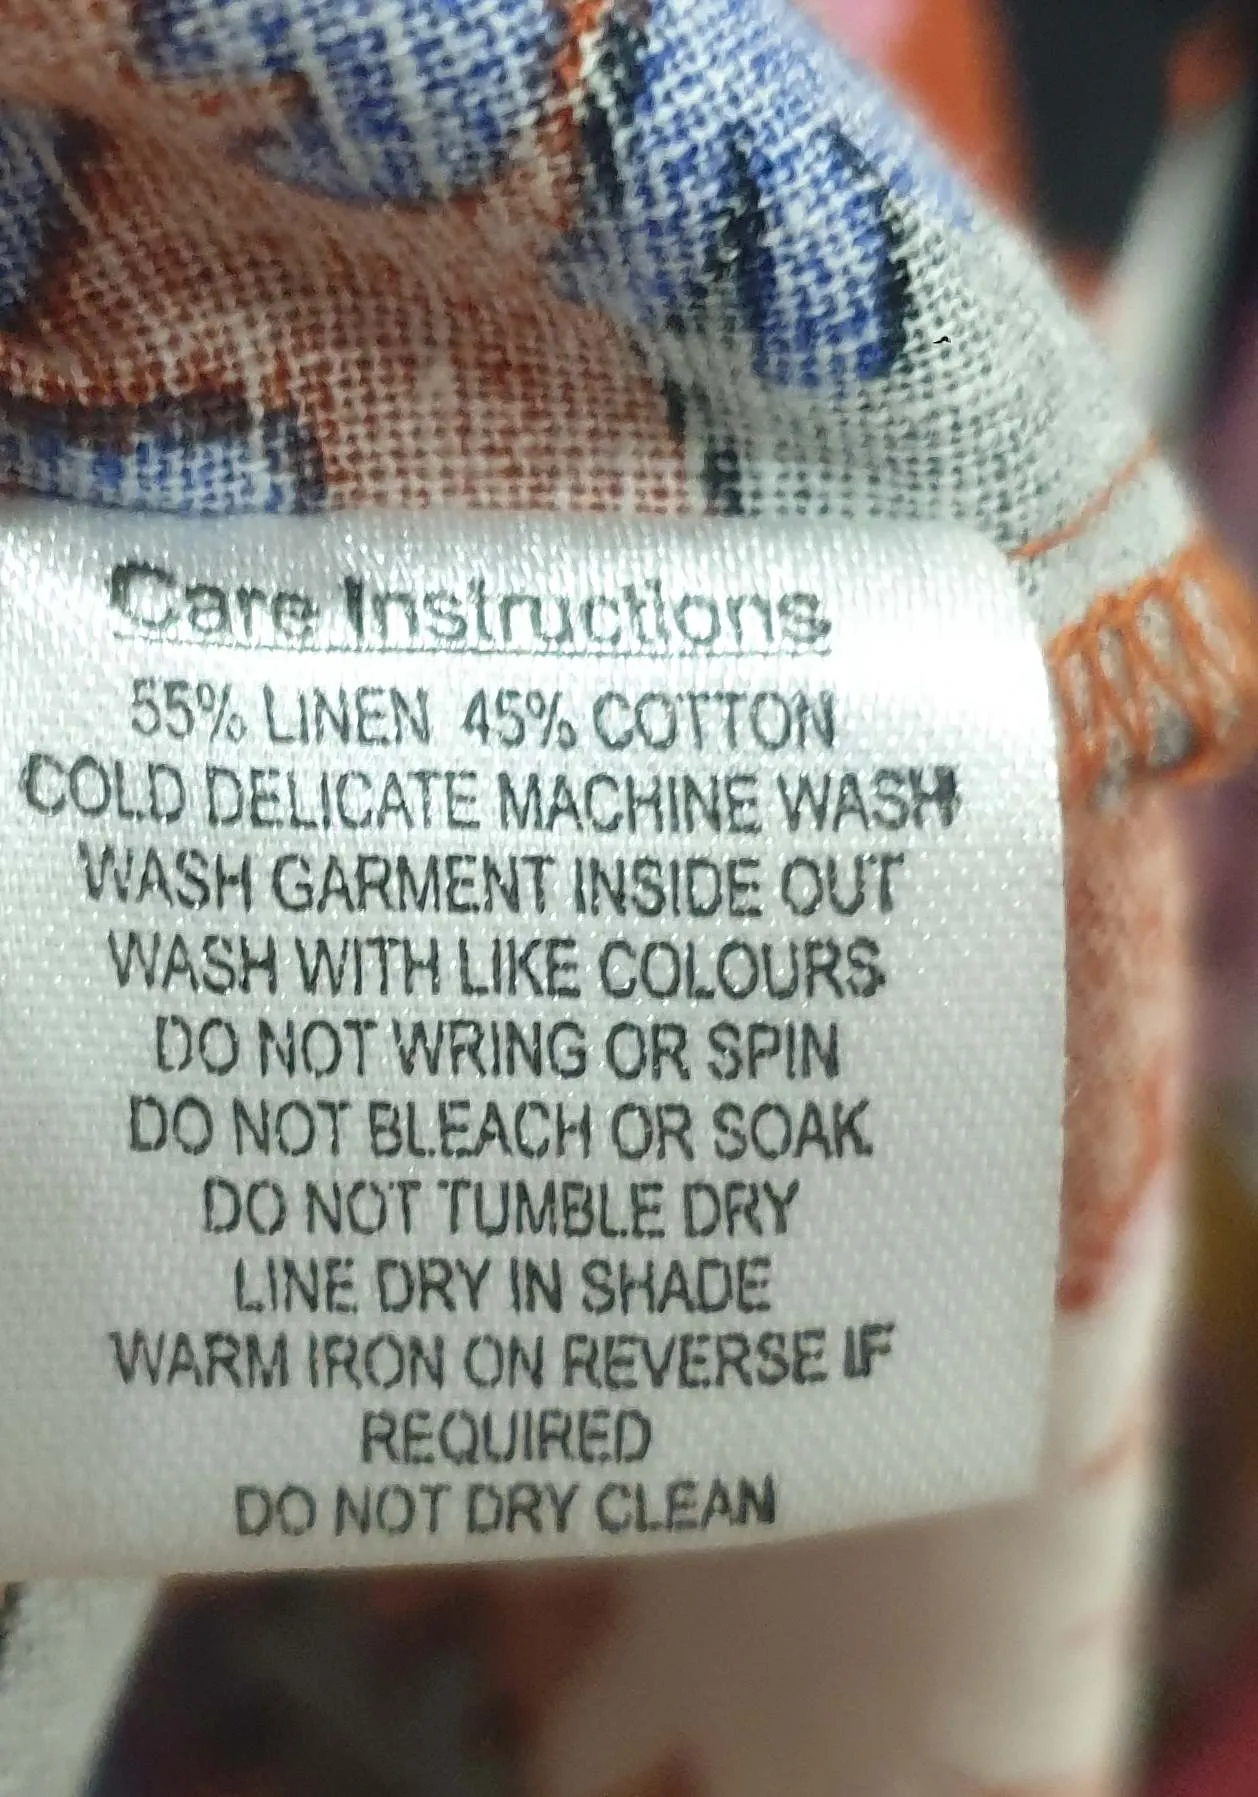 Care Instructions
55% LINEN 45% COTTON
COLD DELICATE MACHINE WASH
WASH GARMENT INSIDE OUT
WASH WITH LIKE COLOURS
DO NOT WRING OR SPIN
DO NOT BLEACH OR SOAK
DO NOT TUMBLE DRY
LINE DRY IN SHADE
WARM IRON ON REVERSE IF
REQUIRED
DO NOT DRY CLEAN